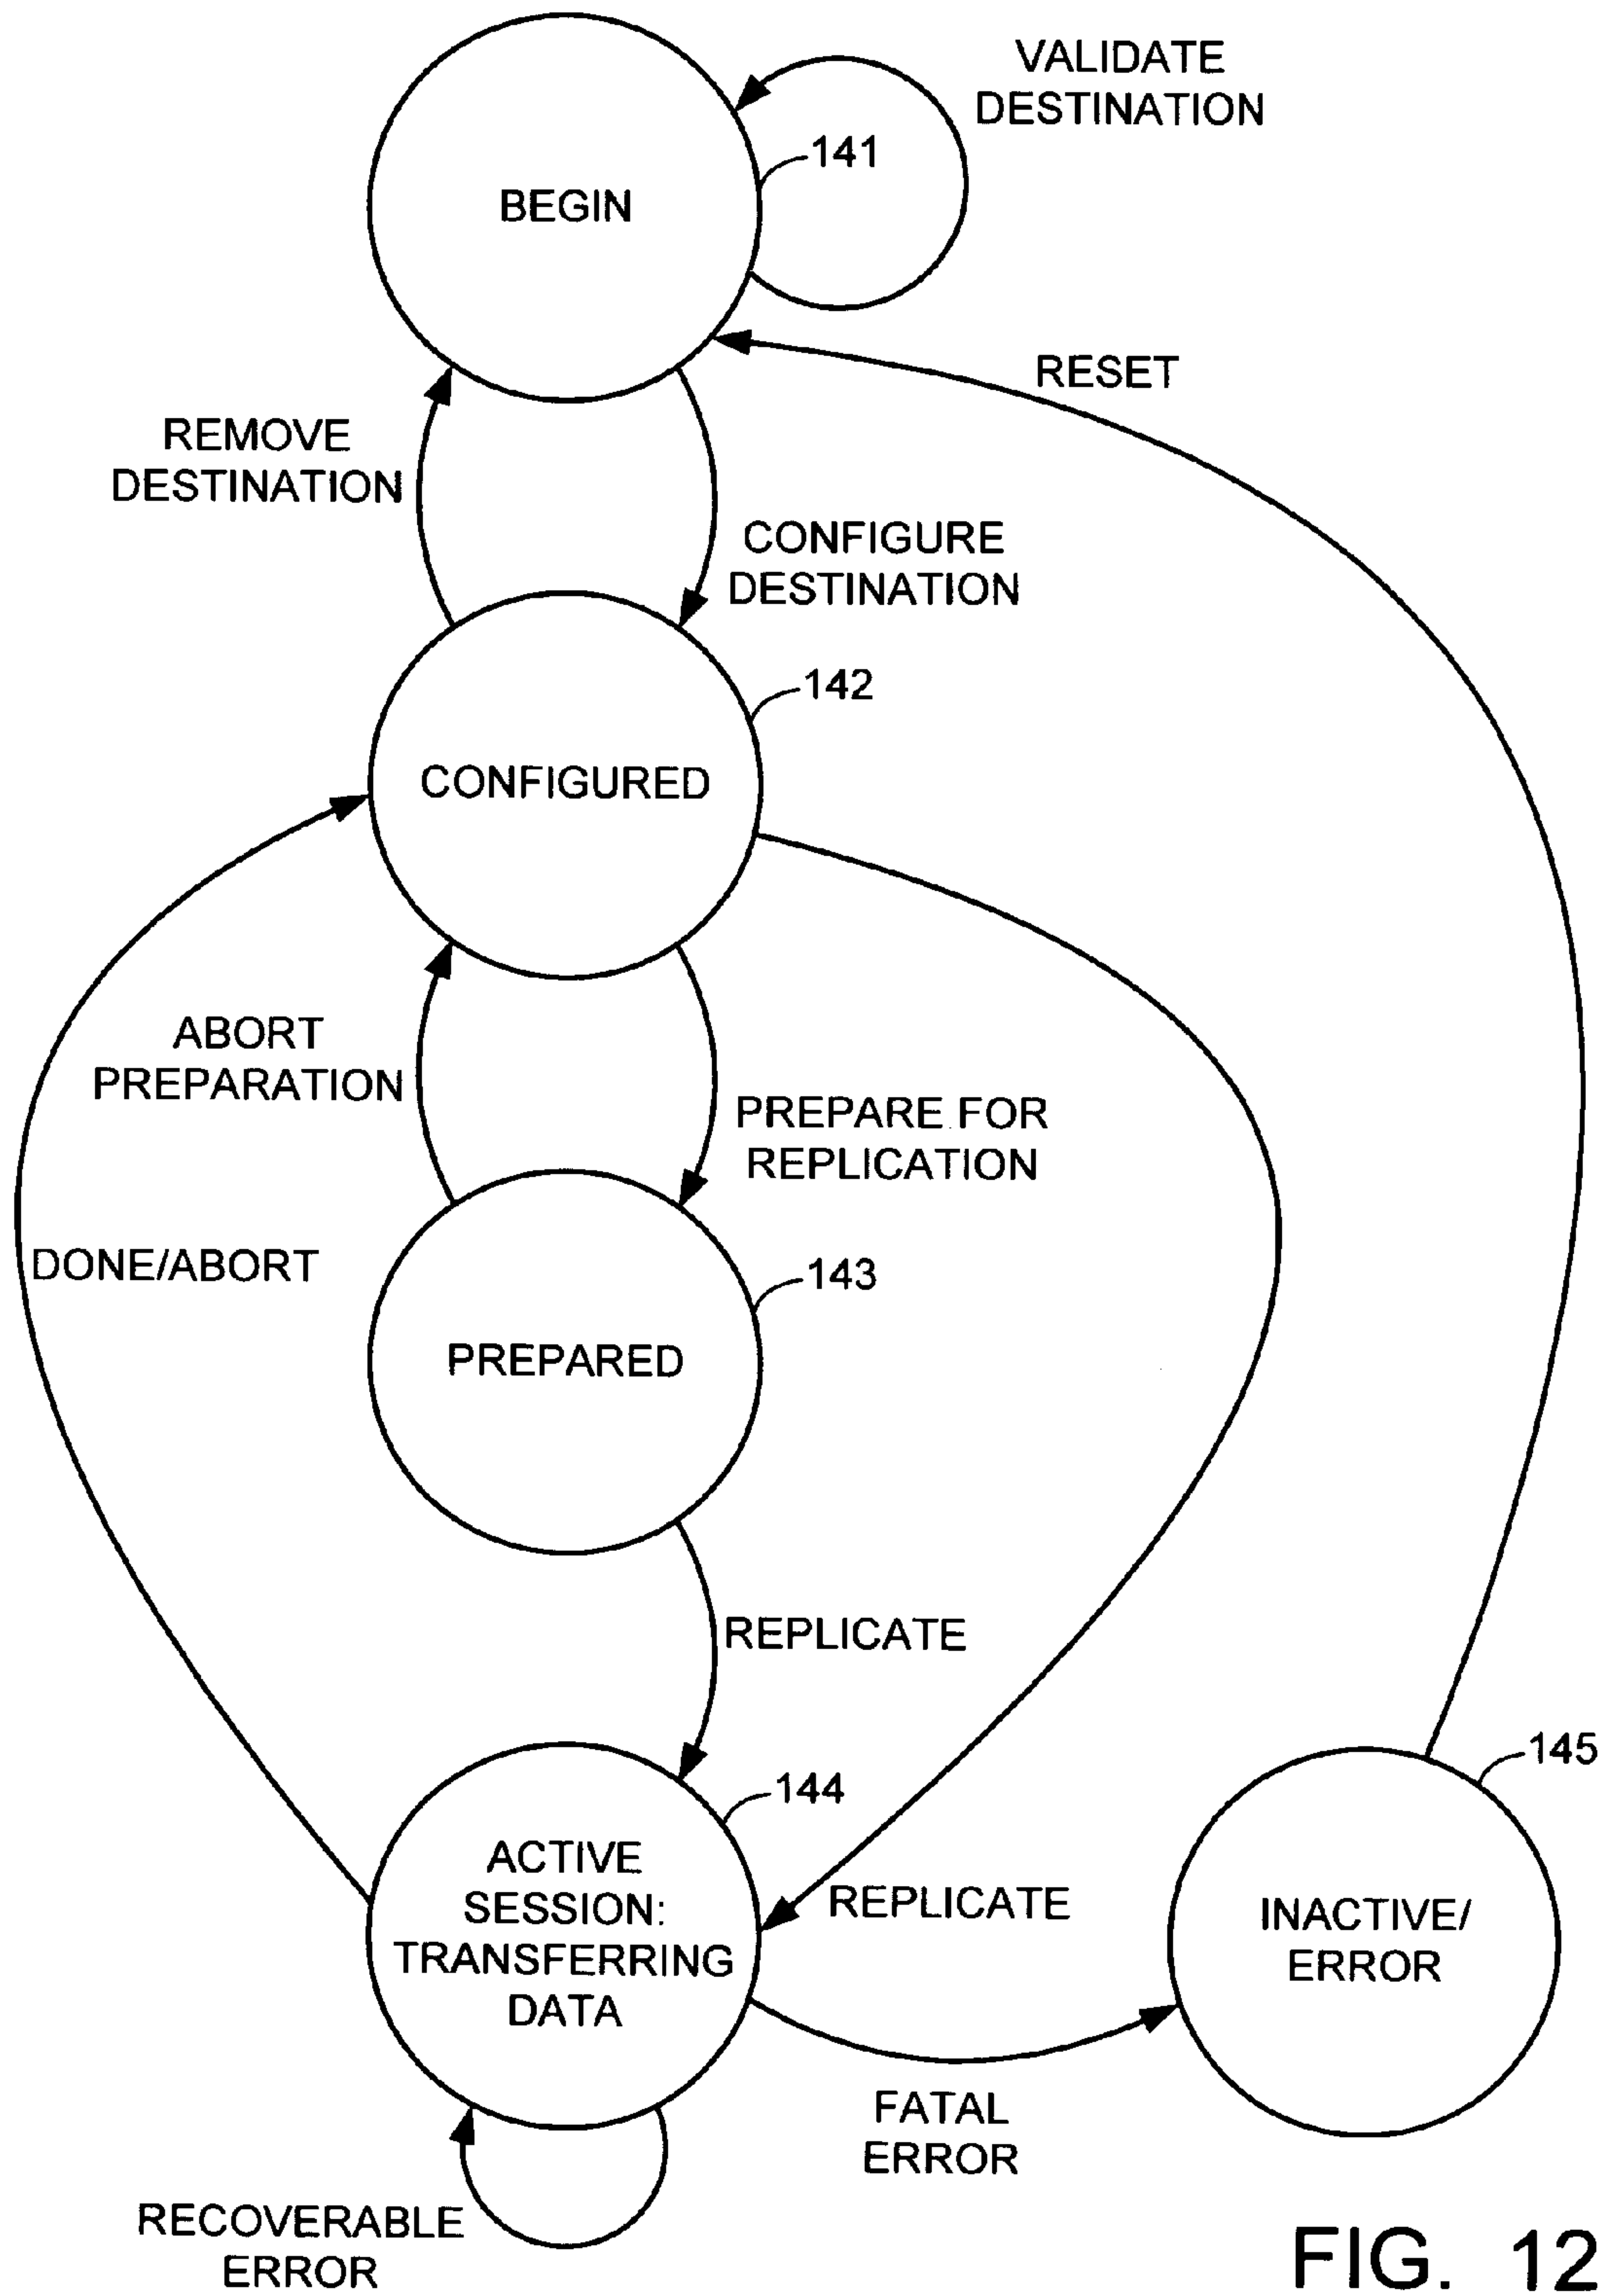 VALIDATE
DESTINATION
141
BEGIN
RESET
REMOVE
DESTINATION
CONFIGURE
DESTINATION
142
CONFIGURED
ABORT
PREPARATION
PREPARE FOR
REPLICATION
DONE/ABORT
143
PREPARED
REPLICATE
145
144
ACTIVE
SESSION:
TRANSFERRING
DATA
REPLICATE
INACTIVE/
ERROR
FATAL
ERROR
RECOVERABLE
ERROR
FIG. 12